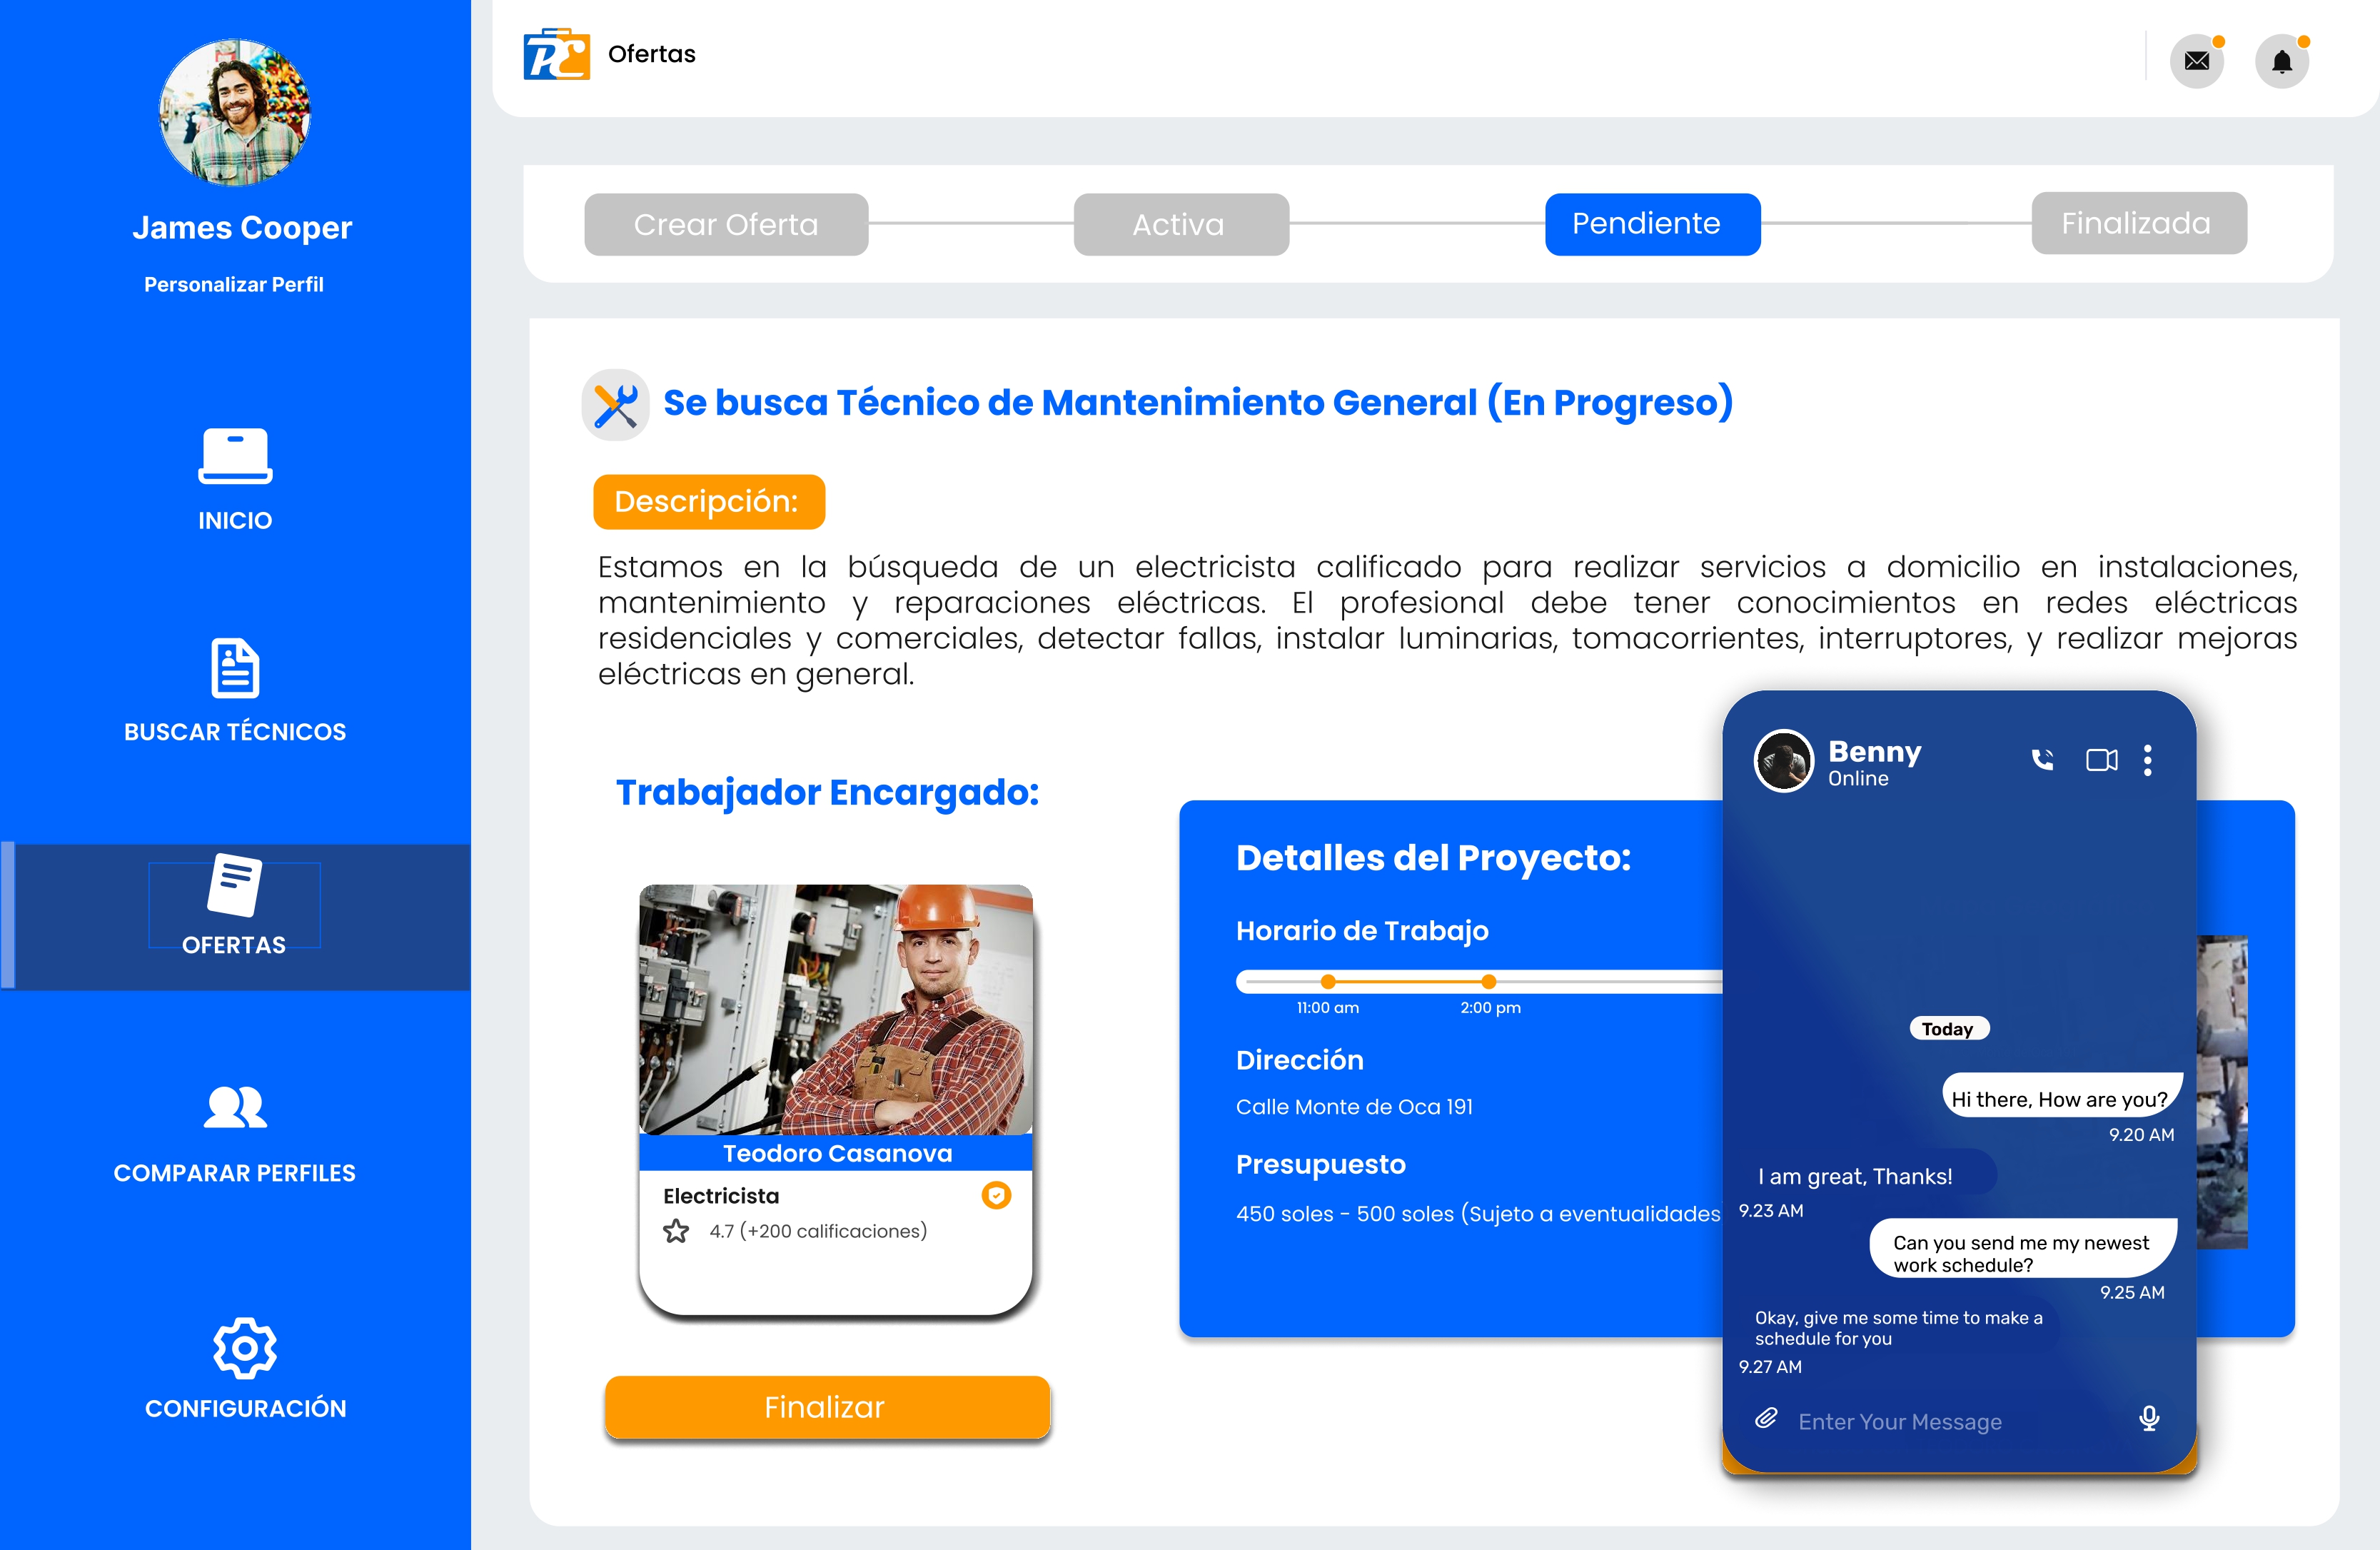 James Cooper
Personalizar Perfil
INICIO
BUSCAR TÉCNICOS
OFERTAS
COMPARAR PERFILES
CONFIGURACIÓN
Ofertas
Crear Oferta
Activa
Pendiente
Finalizada
Se busca Técnico de Mantenimiento General (En Progreso)
Descripción:
Estamos en la búsqueda de un electricista calificado para realizar servicios a domicilio en instalaciones,
mantenimiento y reparaciones eléctricas. El profesional debe tener conocimientos en redes eléctricas
residenciales y comerciales, detectar fallas, instalar luminarias, tomacorrientes, interruptores, y realizar mejoras
eléctricas en general.
Trabajador Encargado:
Teodoro Casanova
Electricista
4.7 (+200 calificaciones)
Finalizar
Detalles del Proyecto:
Horario de Trabajo
11:00 am
2:00 pm
Dirección
Calle Monte de Oca 191
Presupuesto
450 soles - 500 soles (Sujeto a eventualidades
Benny
Online
Today
Hi there, How are you?
9.20 AM
I am great, Thanks!
9.23 AM
Can you send me my newest
work schedule?
9.25 AM
Okay, give me some time to make a
schedule for you
9.27 AM
Enter Your Message